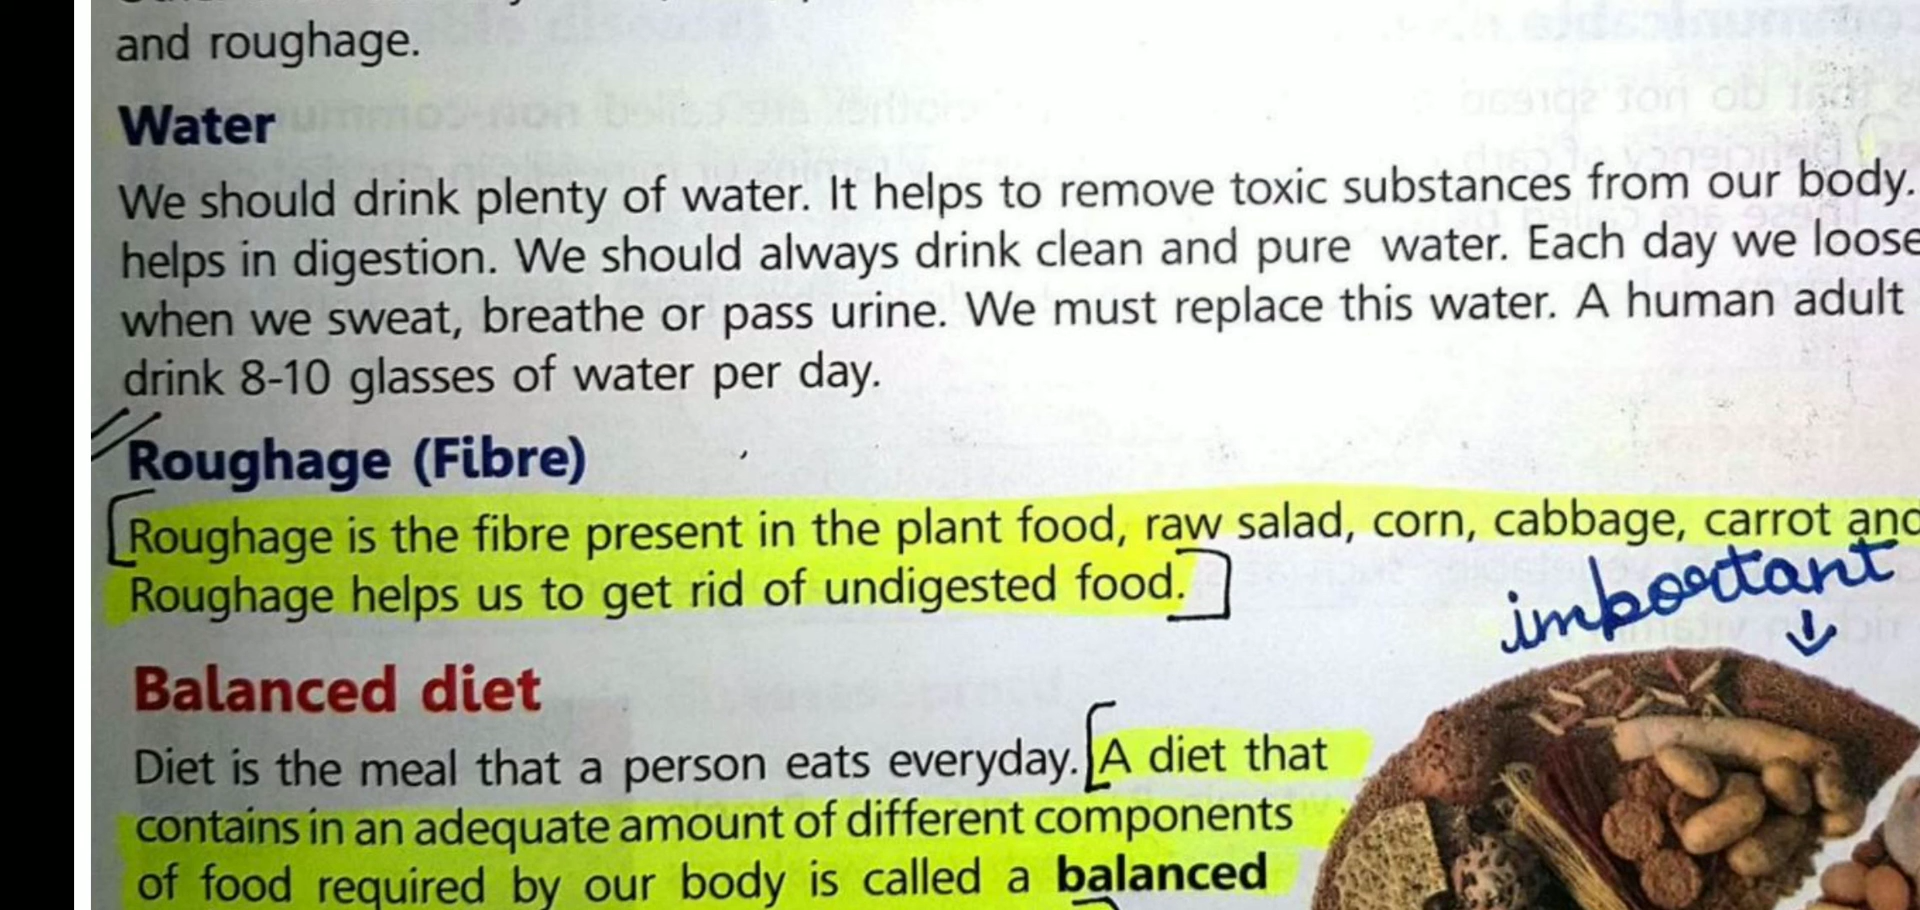 and roughage.
Water
We should drink plenty of water. It helps to remove toxic substances from our body.
helps in digestion. We should always drink clean and pure water. Each day we loose
when we sweat, breathe or pass urine. We must replace this water. A human adult
drink 8-10 glasses of water per day.
Roughage (Fibre)
Roughage is the fibre present in the plant food, raw salad, corn, cabbage, carrot and
Roughage helps us to get rid of undigested food.
important
Balanced diet
Diet is the meal that a person eats everyday. A diet that
contains in an adequate amount of different components
of food required by our body is called a balanced